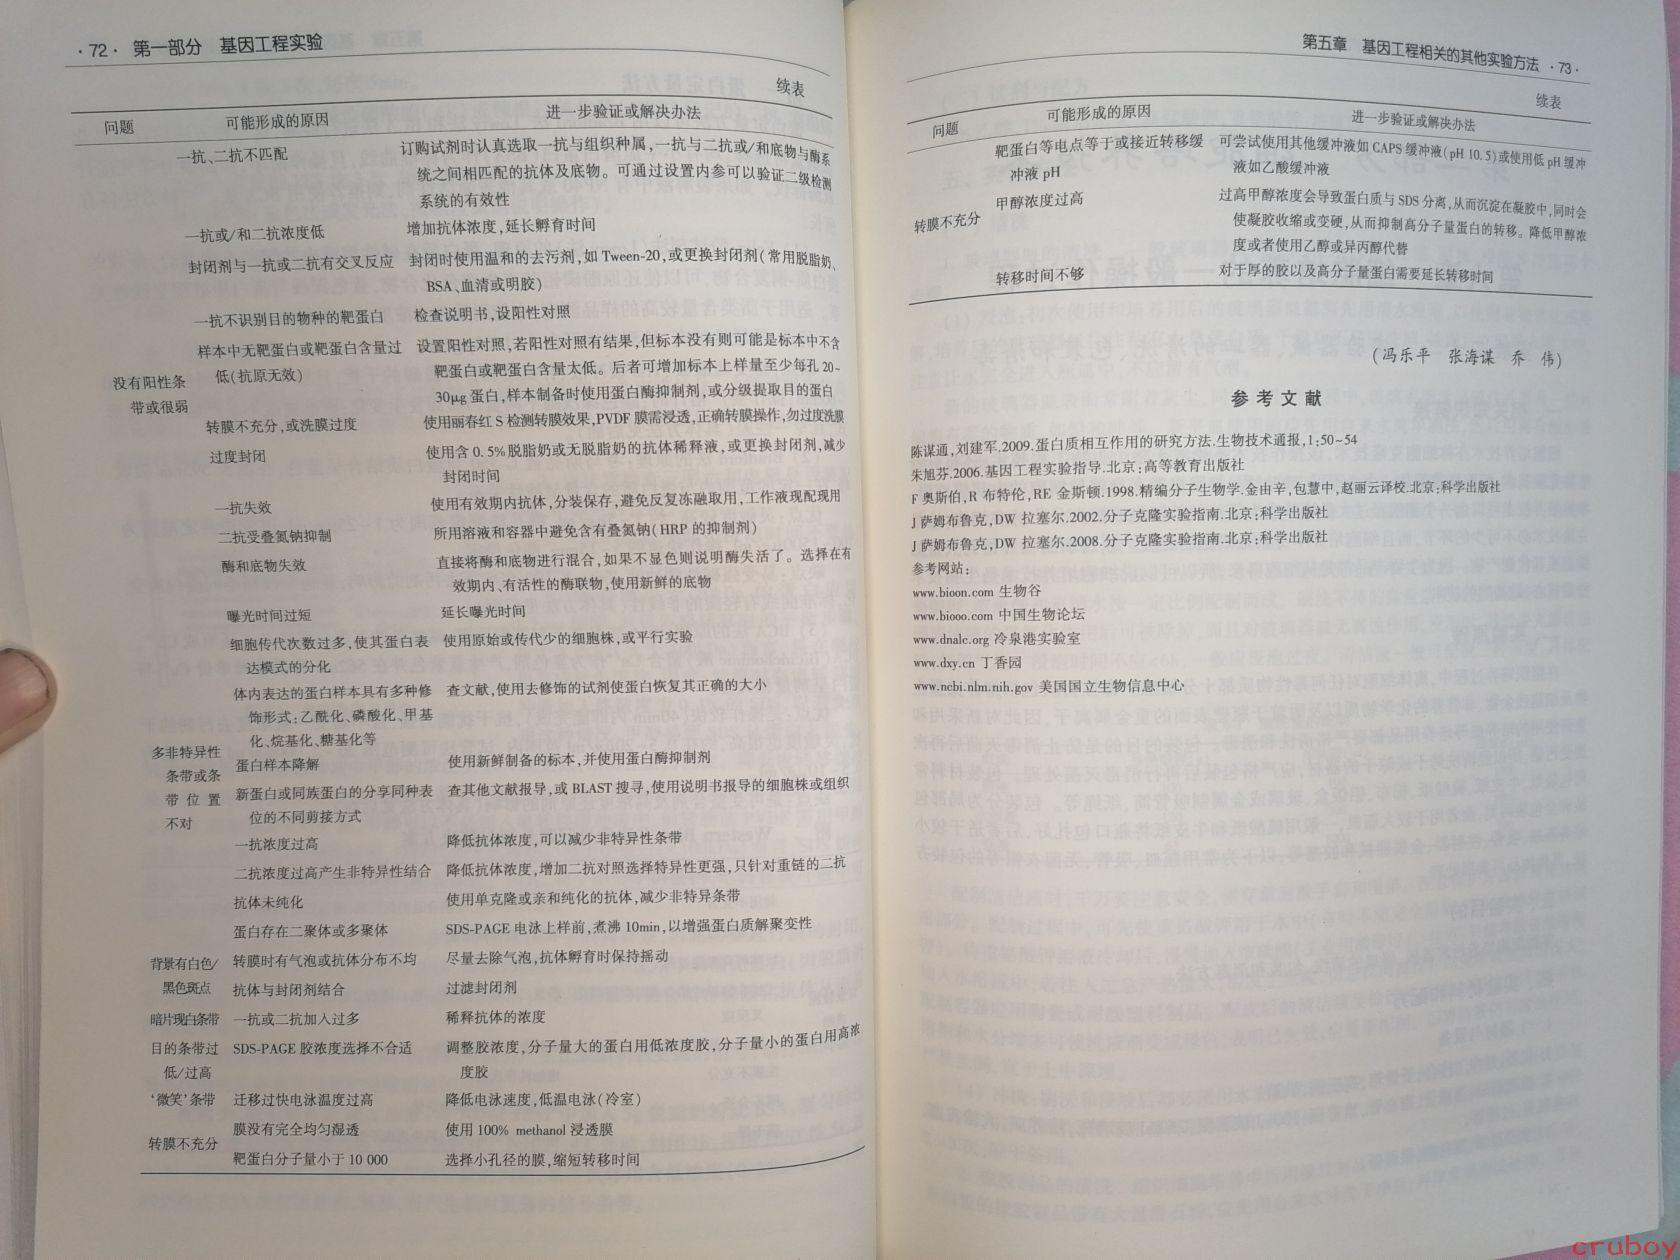 ·72· 第一部分 基因工程实验
续表
问题 可能形成的原因 进一步验证或解决办法
没有阳性条
带或很弱
一抗、二抗不匹配 订购试剂时认真选取一抗与组织种属,一抗与二抗或/和底物与酶系
统之间相匹配的抗体及底物。可通过设置内参可以验证二级检测
系统的有效性
一抗或/和二抗浓度低 增加抗体浓度,延长孵育时间
封闭剂与一抗或二抗有交叉反应 封闭时使用温和的去污剂,如 Tween-20,或更换封闭剂(常用脱脂奶、
BSA、血清或明胶)
一抗不识别目的物种的靶蛋白 检查说明书,设阳性对照
样本中无靶蛋白或靶蛋白含量过 设置阳性对照,若阳性对照有结果,但标本没有则可能是标本中不含
低(抗原无效) 靶蛋白或靶蛋白含量太低。后者可增加标本上样量至少每孔 20~
30μg 蛋白,样本制备时使用蛋白酶抑制剂,或分级提取目的蛋白
转膜不充分,或洗膜过度 使用丽春红 S 检测转膜效果,PVDF 膜需浸透,正确转膜操作,勿过度洗膜
过度封闭 使用含 0.5%脱脂奶或无脱脂奶的抗体稀释液,或更换封闭剂,减少
封闭时间
一抗失效 使用有效期内抗体,分装保存,避免反复冻融取用,工作液现配现用
二抗受叠氮钠抑制 所用溶液和容器中避免含有叠氮钠(HRP 的抑制剂)
酶和底物失效 直接将酶和底物进行混合,如果不显色则说明酶失活了。选择在有
效期内、有活性的酶联物,使用新鲜的底物
曝光时间过短 延长曝光时间
多非特异性
条带或条
带位置
不对
细胞传代次数过多,使其蛋白表 使用原始或传代少的细胞株,或平行实验
达模式的分化
体内表达的蛋白样本具有多种修 查文献,使用去修饰的试剂使蛋白恢复其正确的大小
饰形式:乙酰化、磷酸化、甲基
化、烷基化、糖基化等
蛋白样本降解 使用新鲜制备的标本,并使用蛋白酶抑制剂
新蛋白或同族蛋白的分享同种表 查其他文献报导,或 BLAST 搜寻,使用说明书报导的细胞株或组织
位的不同剪接方式
一抗浓度过高 降低抗体浓度,可以减少非特异性条带
二抗浓度过高产生非特异性结合 降低抗体浓度,增加二抗对照选择特异性更强,只针对重链的二抗
抗体未纯化 使用单克隆或亲和纯化的抗体,减少非特异条带
蛋白存在二聚体或多聚体 SDS-PAGE 电泳上样前,煮沸 10min,以增强蛋白质解聚变性
背景有白色/ 转膜时有气泡或抗体分布不均 尽量去除气泡,抗体孵育时保持摇动
黑色斑点 抗体与封闭剂结合 过滤封闭剂
暗片现白条带 一抗或二抗加入过多 稀释抗体的浓度
目的条带过 SDS-PAGE 胶浓度选择不合适 调整胶浓度,分子量大的蛋白用低浓度胶,分子量小的蛋白用高浓
低/过高 度胶
‘微笑’条带 迁移过快电泳温度过高 降低电泳速度,低温电泳(冷室)
转膜不充分
膜没有完全均匀湿透 使用 100% methanol 浸透膜
靶蛋白分子量小于 10 000 选择小孔径的膜,缩短转移时间
第五章 基因工程相关的其他实验方法 ·73·
续表
问题 可能形成的原因 进一步验证或解决办法
转膜不充分
靶蛋白等电点等于或接近转移缓 可尝试使用其他缓冲液如 CAPS 缓冲液(pH 10.5)或使用低 pH 缓冲
冲液 pH 液如乙酸缓冲液
甲醇浓度过高 过高甲醇浓度会导致蛋白质与 SDS 分离,从而沉淀在凝胶中,同时会
使凝胶收缩或变硬,从而抑制高分子量蛋白的转移。降低甲醇浓
度或者使用乙醇或异丙醇代替
转移时间不够 对于厚的胶以及高分子量蛋白需要延长转移时间
(冯乐平 张海谋 乔 伟)
参考文献
陈谋通,刘建军.2009.蛋白质相互作用的研究方法.生物技术通报,1:50~54
朱旭芬.2006.基因工程实验指导.北京:高等教育出版社
F 奥斯伯,R 布特伦,RE 金斯顿.1998.精编分子生物学.金由辛,包慧中,赵丽云译校.北京:科学出版社
J 萨姆布鲁克,DW 拉塞尔.2002.分子克隆实验指南.北京:科学出版社
J 萨姆布鲁克,DW 拉塞尔.2008.分子克隆实验指南.北京:科学出版社
参考网站:
www.bioon.com 生物谷
www.biooo.com 中国生物论坛
www.dnalc.org 冷泉港实验室
www.dxy.cn 丁香园
www.ncbi.nlm.nih.gov 美国国立生物信息中心
cruboy